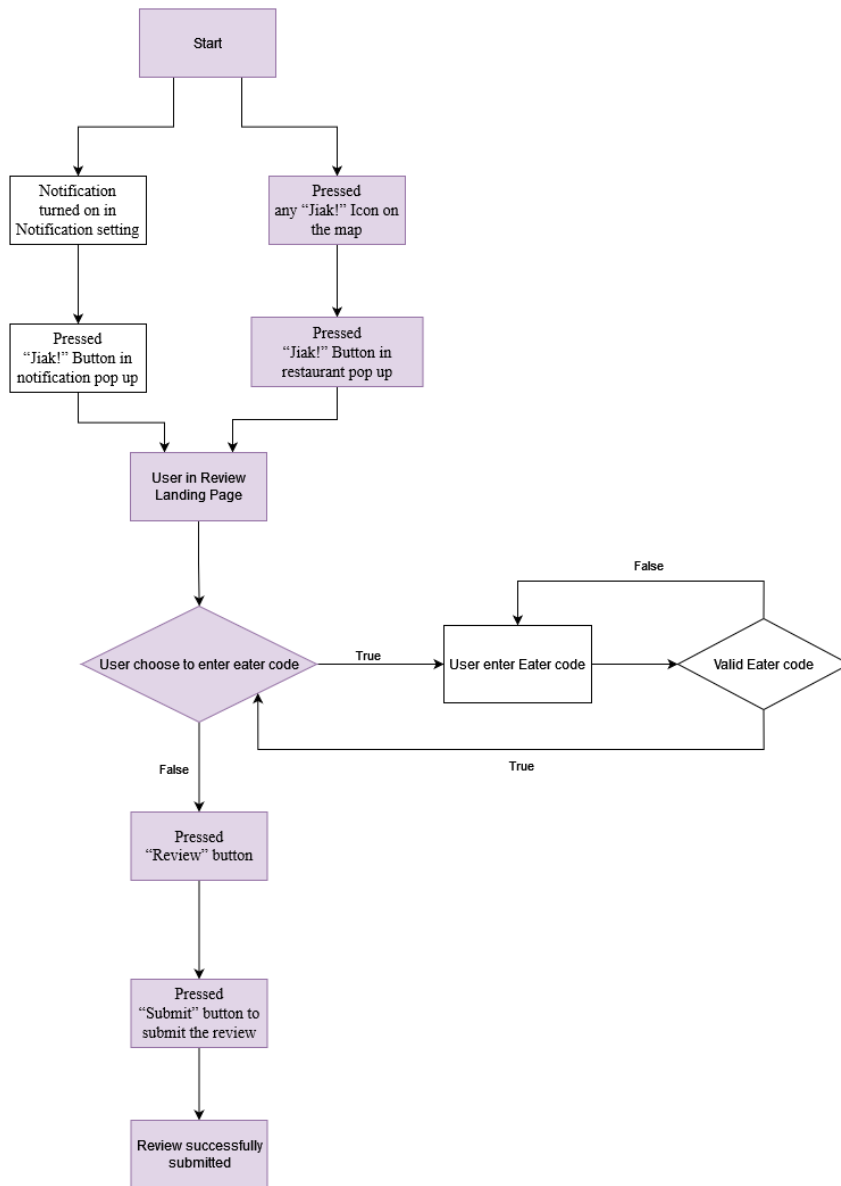 Start
Notification
turned on in
Notification setting
Pressed
any “Jiak!” Icon on
the map
Pressed
“Jiak!” Button in
notification pop up
Pressed
“Jiak!” Button in
restaurant pop up
User in Review
Landing Page
False
User choose to enter eater code
True
User enter Eater code
Valid Eater code
True
False
Pressed
“Review” button
Pressed
“Submit” button to
submit the review
Review successfully
submitted